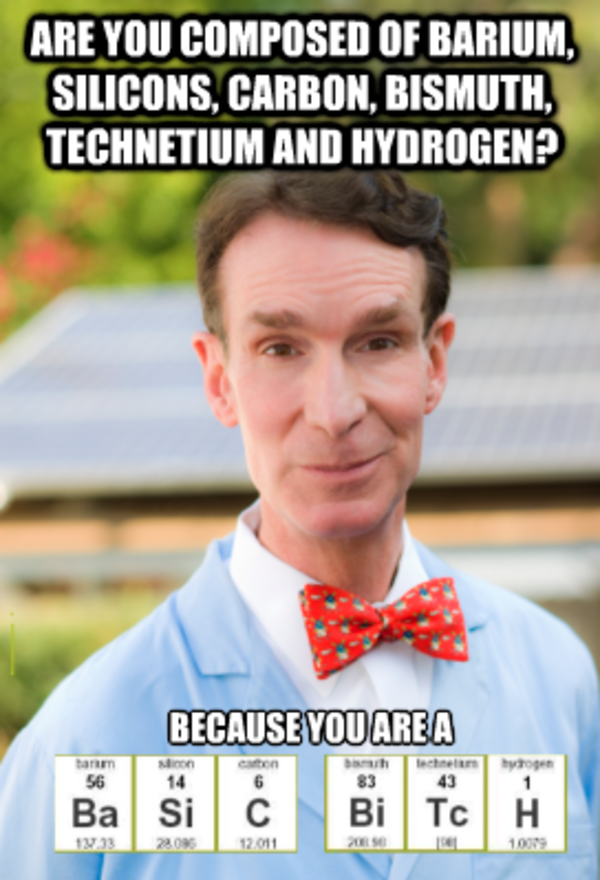 ARE YOU COMPOSED OF BARIUM,
SILICONS, CARBON, BISMUTH,
TECHNETIUM AND HYDROGEN?
BECAUSE YOU ARE A
barium silicon carbon bismuth technetium hydrogen
56 14 6 83 43 1
Ba Si C Bi Tc H
137.33 28.086 12.011 208.98 [98] 1.0079